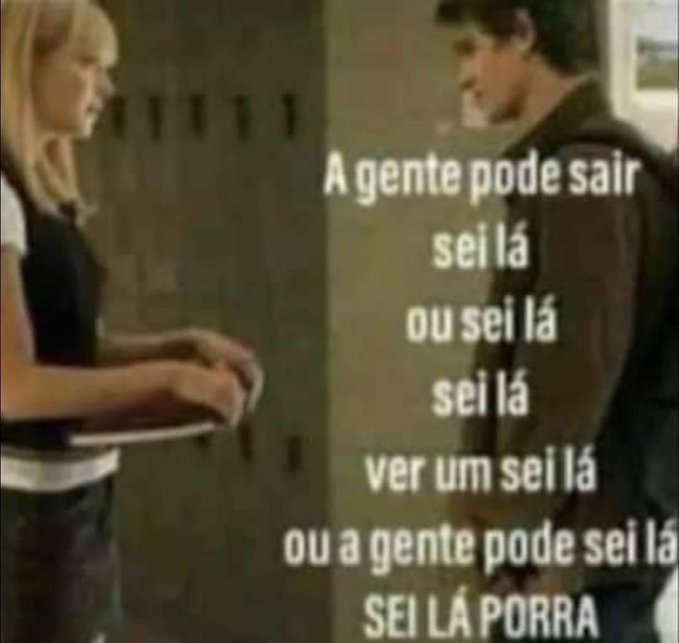 A gente pode sair
sei lá
ou sei lá
sei lá
ver um sei lá
ou a gente pode sei lá
SEI LÁ PORRA